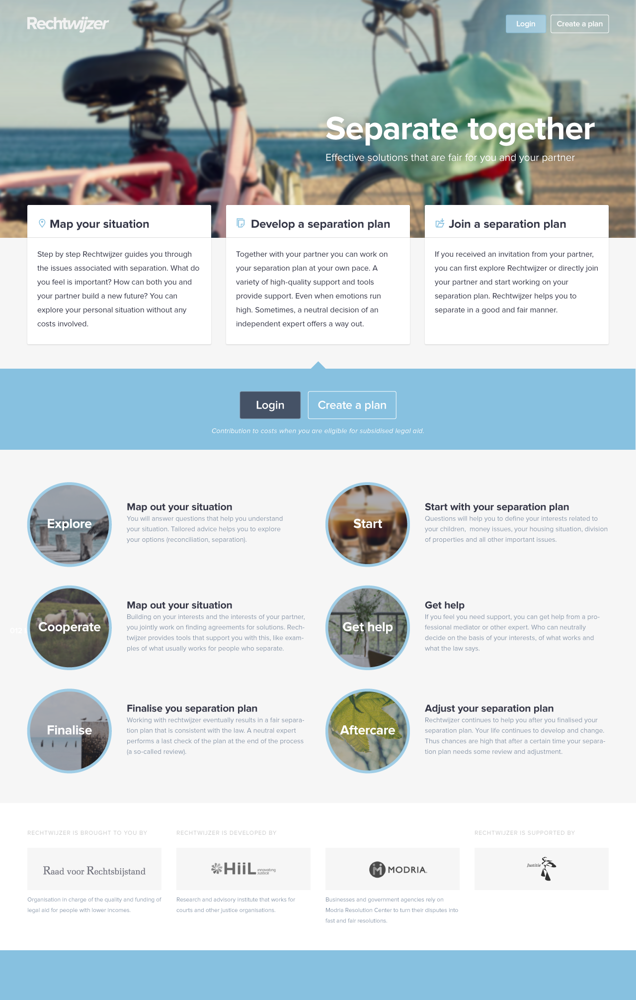 Rechtwijzer
Login
Create a plan
Separate together
Effective solutions that are fair for you and your partner
Map your situation
Step by step Rechtwijzer guides you through
the issues associated with separation. What do
you feel is important? How can both you and
your partner build a new future? You can
explore your personal situation without any
costs involved.
Develop a separation plan
Together with your partner you can work on
your separation plan at your own pace. A
variety of high-quality support and tools
provide support. Even when emotions run
high. Sometimes, a neutral decision of an
independent expert offers a way out.
Join a separation plan
If you received an invitation from your partner,
you can first explore Rechtwijzer or directly join
your partner and start working on your
separation plan. Rechtwijzer helps you to
separate in a good and fair manner.
Login
Create a plan
Contribution to costs when you are eligible for subsidised legal aid.
Explore
Map out your situation
You will answer questions that help you understand
your situation. Tailored advice helps you to explore
your options (reconciliation, separation).
Start
Start with your separation plan
Questions will help you to define your interests related to
your children,  money issues, your housing situation, division
of properties and all other important issues.
012
Cooperate
Map out your situation
Building on your interests and the interests of your partner,
you jointly work on finding agreements for solutions. Rech-
twijzer provides tools that support you with this, like exam-
ples of what usually works for people who separate.
Get help
Get help
If you feel you need support, you can get help from a pro-
fessional mediator or other expert. Who can neutrally
decide on the basis of your interests, of what works and
what the law says.
Finalise
Finalise you separation plan
Working with rechtwijzer eventually results in a fair separa-
tion plan that is consistent with the law. A neutral expert
performs a last check of the plan at the end of the process
(a so-called review).
Aftercare
Adjust your separation plan
Rechtwijzer continues to help you after you finalised your
separation plan. Your life continues to develop and change.
Thus chances are high that after a certain time your separa-
tion plan needs some review and adjustment.
RECHTWIJZER IS BROUGHT TO YOU BY
Raad voor Rechtsbijstand
Organisation in charge of the quality and funding of
legal aid for people with lower incomes.
RECHTWIJZER IS DEVELOPED BY
HiiL innovating
justice
Research and advisory institute that works for
courts and other justice organisations.
MODRIA.
Businesses and government agencies rely on
Modria Resolution Center to turn their disputes into
fast and fair resolutions.
RECHTWIJZER IS SUPPORTED BY
Justitie